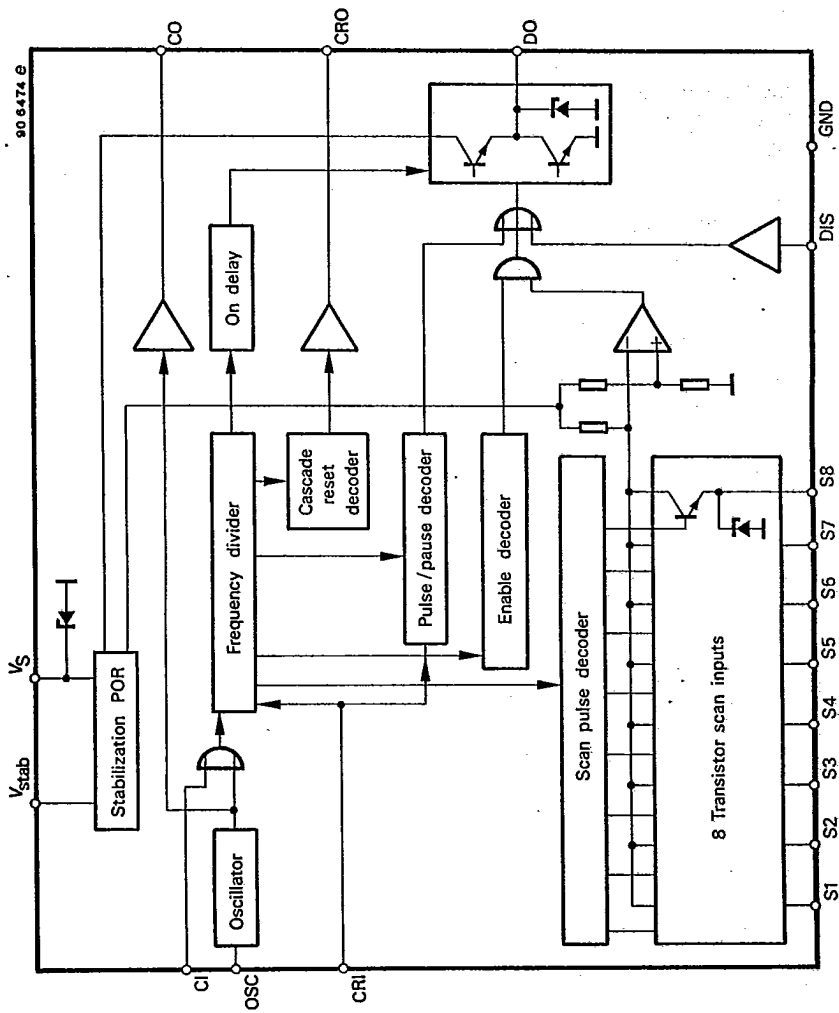 90 6474 e
V_stab
V_S
Stabilization POR
CI
OSC
CRI
Oscillator
Frequency divider
On delay
Cascade
reset
decoder
Pulse/pause decoder
Enable decoder
Scan pulse decoder
8 Transistor scan inputs
−
+
CO
CRO
DO
S1
S2
S3
S4
S5
S6
S7
S8
DIS
GND